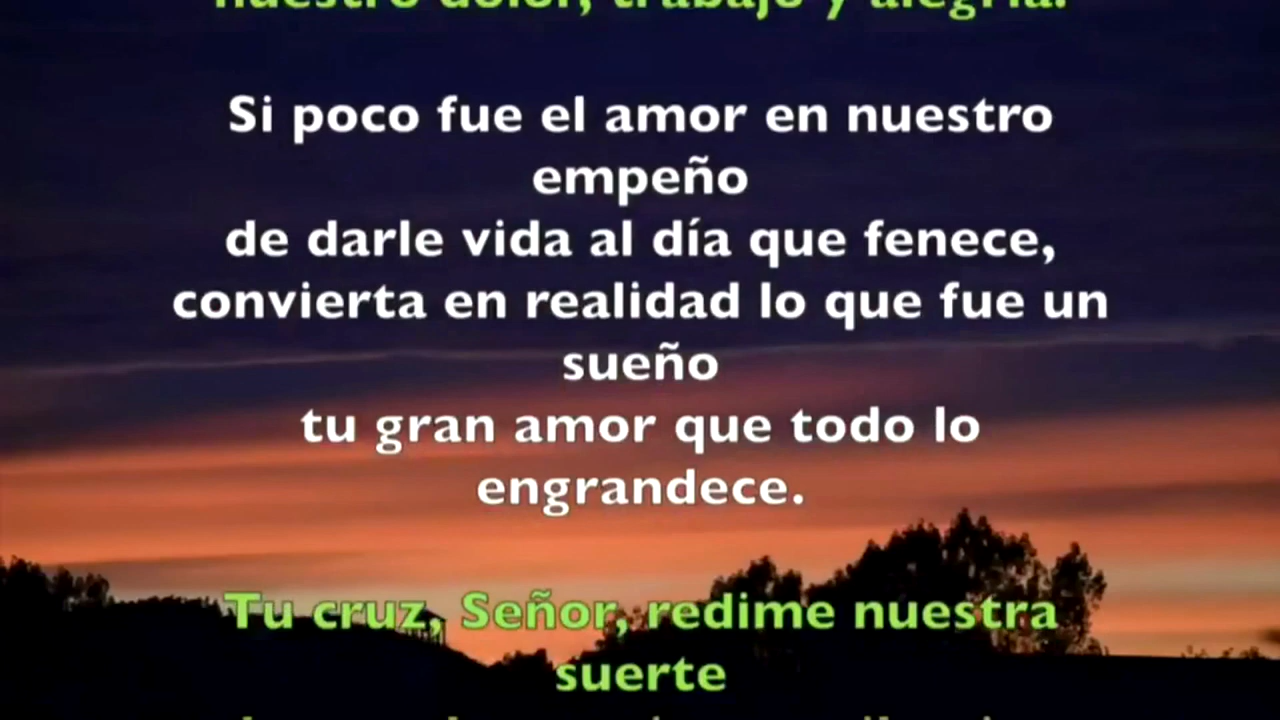 nuestro dolor, trabajo y alegría.
Si poco fue el amor en nuestro
empeño
de darle vida al día que fenece,
convierta en realidad lo que fue un
sueño
tu gran amor que todo lo
engrandece.
Tu cruz, Señor, redime nuestra
suerte